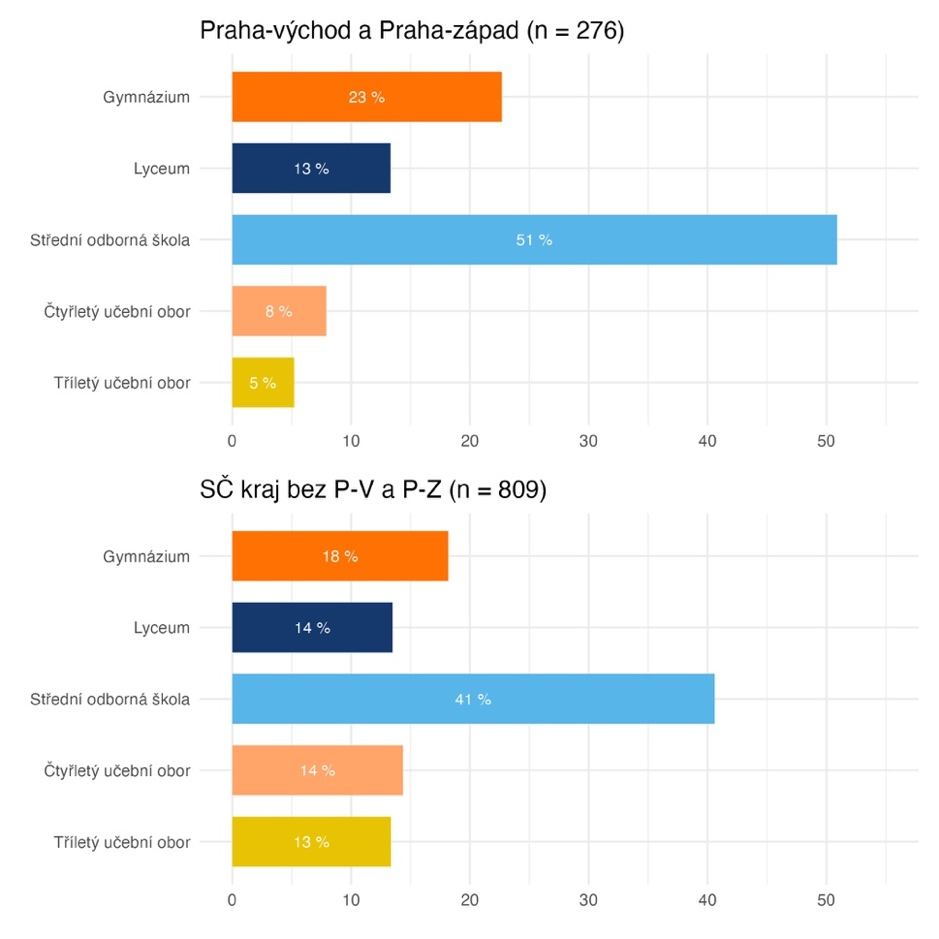 Praha-východ a Praha-západ (n = 276)
Gymnázium 23 %
Lyceum 13 %
Střední odborná škola 51 %
Čtyřletý učební obor 8 %
Tříletý učební obor 5 %
0 10 20 30 40 50
SČ kraj bez P-V a P-Z (n = 809)
Gymnázium 18 %
Lyceum 14 %
Střední odborná škola 41 %
Čtyřletý učební obor 14 %
Tříletý učební obor 13 %
0 10 20 30 40 50